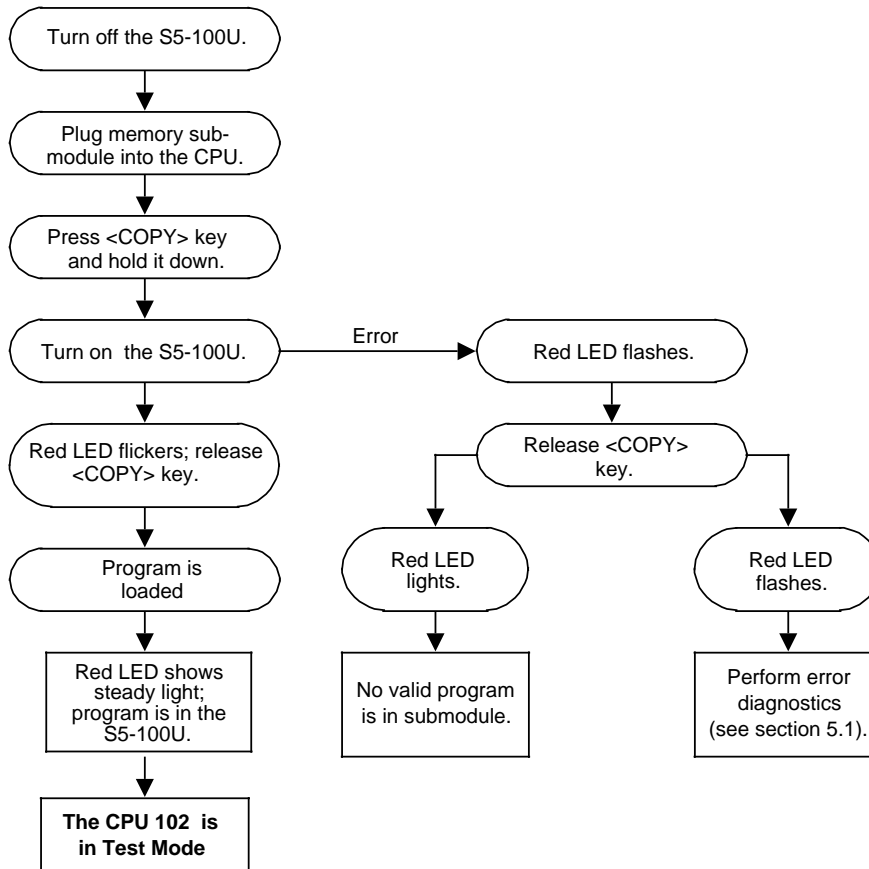 Turn off the S5-100U.
Plug memory sub-
module into the CPU.
Press <COPY> key
and hold it down.
Turn on the S5-100U.
Error
Red LED flashes.
Red LED flickers; release
<COPY> key.
Release <COPY>
key.
Program is
loaded
Red LED
lights.
Red LED
flashes.
Red LED shows
steady light;
program is in the
S5-100U.
No valid program
is in submodule.
Perform error
diagnostics
(see section 5.1).
The CPU 102 is
in Test Mode